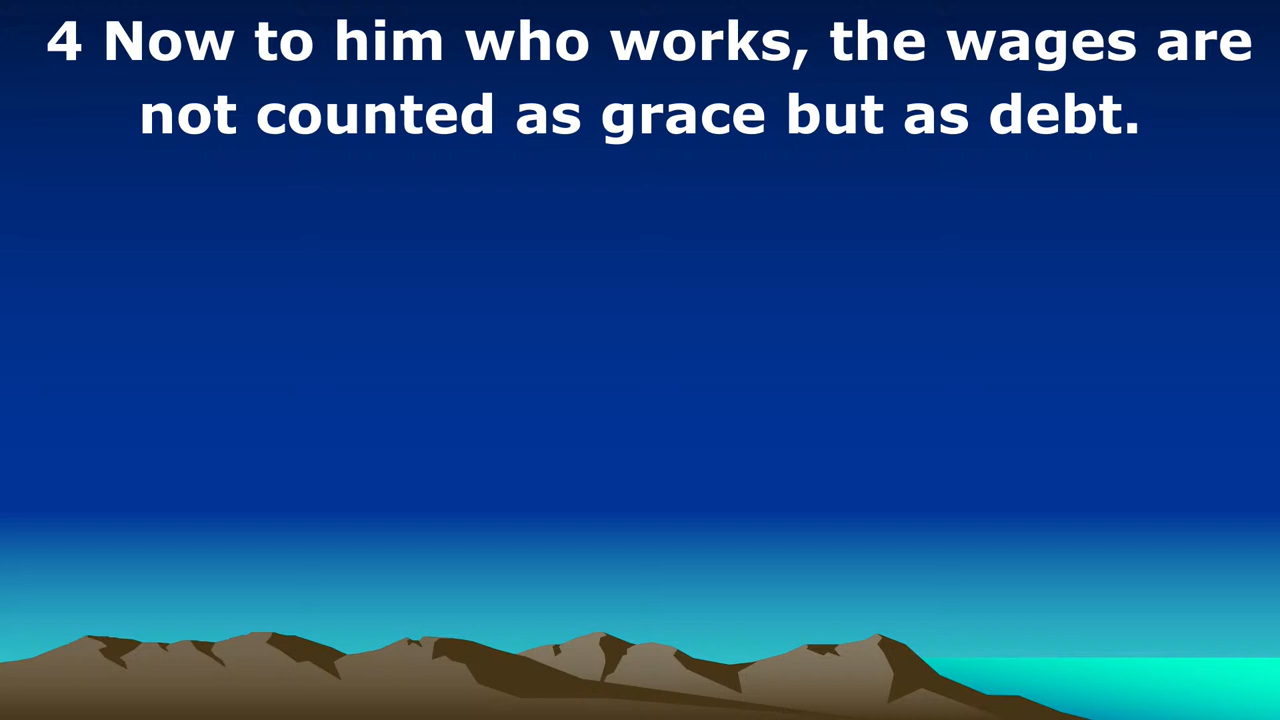 4 Now to him who works, the wages are
not counted as grace but as debt.